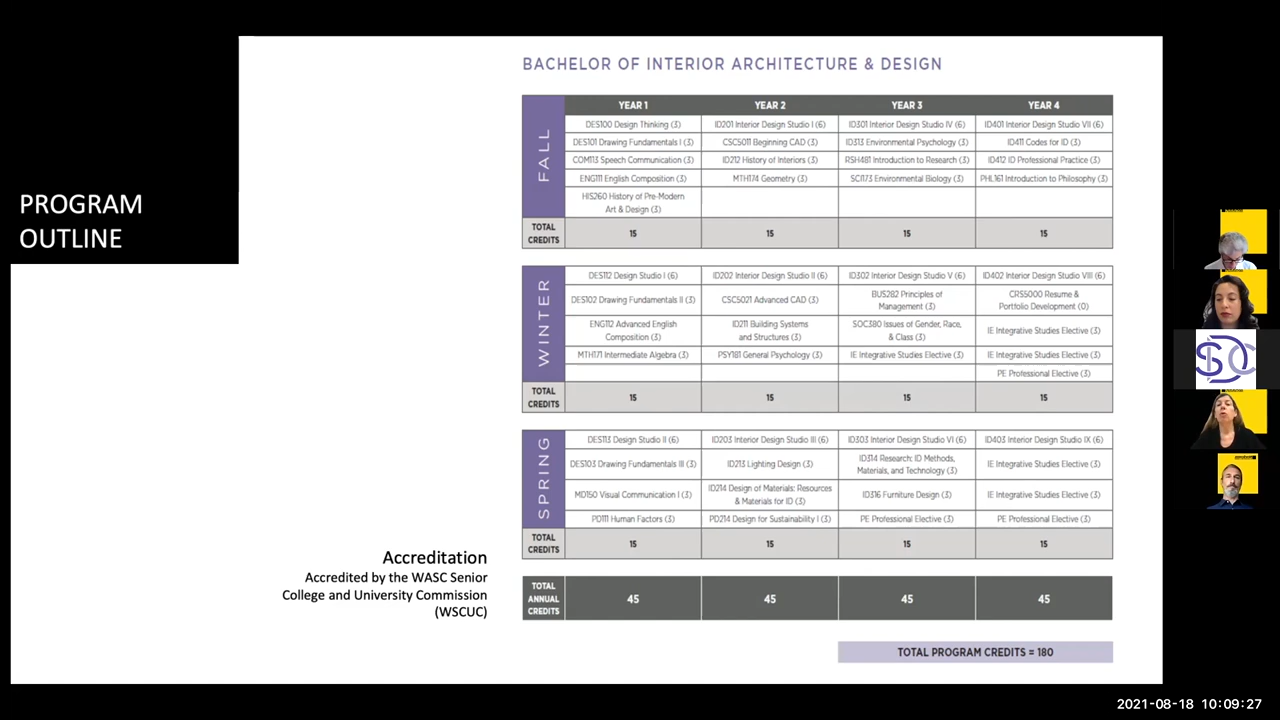 PROGRAM
OUTLINE
BACHELOR OF INTERIOR ARCHITECTURE & DESIGN
FALL
YEAR 1 YEAR 2 YEAR 3 YEAR 4
DES100 Design Thinking (3) ID201 Interior Design Studio I (6) ID301 Interior Design Studio IV (6) ID401 Interior Design Studio VII (6)
DES101 Drawing Fundamentals I (3) CSC5011 Beginning CAD (3) ID313 Environmental Psychology (3) ID411 Codes for ID (3)
COM113 Speech Communication (3) ID212 History of Interiors (3) RSH481 Introduction to Research (3) ID412 ID Professional Practice (3)
ENG111 English Composition (3) MTH174 Geometry (3) SCI173 Environmental Biology (3) PHL161 Introduction to Philosophy (3)
HIS260 History of Pre-Modern
Art & Design (3)
TOTAL
CREDITS 15 15 15 15
WINTER
DES112 Design Studio I (6) ID202 Interior Design Studio II (6) ID302 Interior Design Studio V (6) ID402 Interior Design Studio VIII (6)
DES102 Drawing Fundamentals II (3) CSC5021 Advanced CAD (3) BUS282 Principles of
Management (3) CRS5000 Resume &
Portfolio Development (0)
ENG112 Advanced English
Composition (3) ID211 Building Systems
and Structures (3) SOC380 Issues of Gender, Race,
& Class (3) IE Integrative Studies Elective (3)
MTH171 Intermediate Algebra (3) PSY181 General Psychology (3) IE Integrative Studies Elective (3) IE Integrative Studies Elective (3)
PE Professional Elective (3)
TOTAL
CREDITS 15 15 15 15
SPRING
DES113 Design Studio II (6) ID203 Interior Design Studio III (6) ID303 Interior Design Studio VI (6) ID403 Interior Design Studio IX (6)
DES103 Drawing Fundamentals III (3) ID213 Lighting Design (3) ID314 Research: ID Methods,
Materials, and Technology (3) IE Integrative Studies Elective (3)
MD150 Visual Communication I (3) ID214 Design of Materials: Resources
& Materials for ID (3) ID316 Furniture Design (3) IE Integrative Studies Elective (3)
PD111 Human Factors (3) PD214 Design for Sustainability I (3) PE Professional Elective (3) PE Professional Elective (3)
TOTAL
CREDITS 15 15 15 15
TOTAL
ANNUAL
CREDITS 45 45 45 45
TOTAL PROGRAM CREDITS = 180
Accreditation
Accredited by the WASC Senior
College and University Commission
(WSCUC)
SDC
2021-08-18 10:09:27